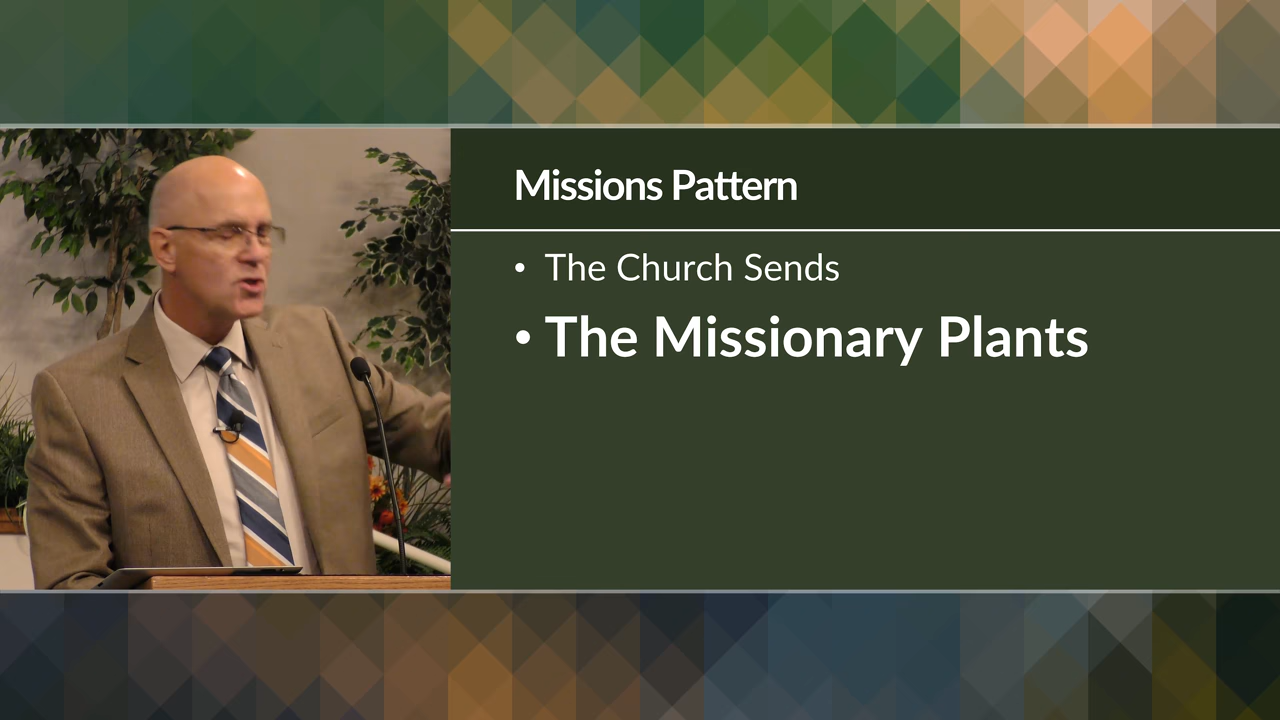 Missions Pattern
• The Church Sends
• The Missionary Plants